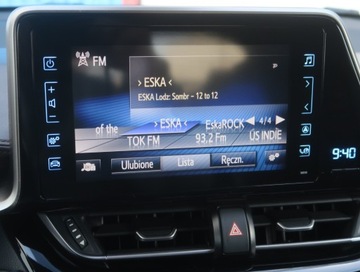 FM
› ESKA ‹
ESKA Lodz: Sombr – 12 to 12
of the › ESKA ‹ EskaROCK ◄ 4/4 ►
TOK FM 93.2 Fm US INDIE
Ulubione Lista Ręczn.
9:40